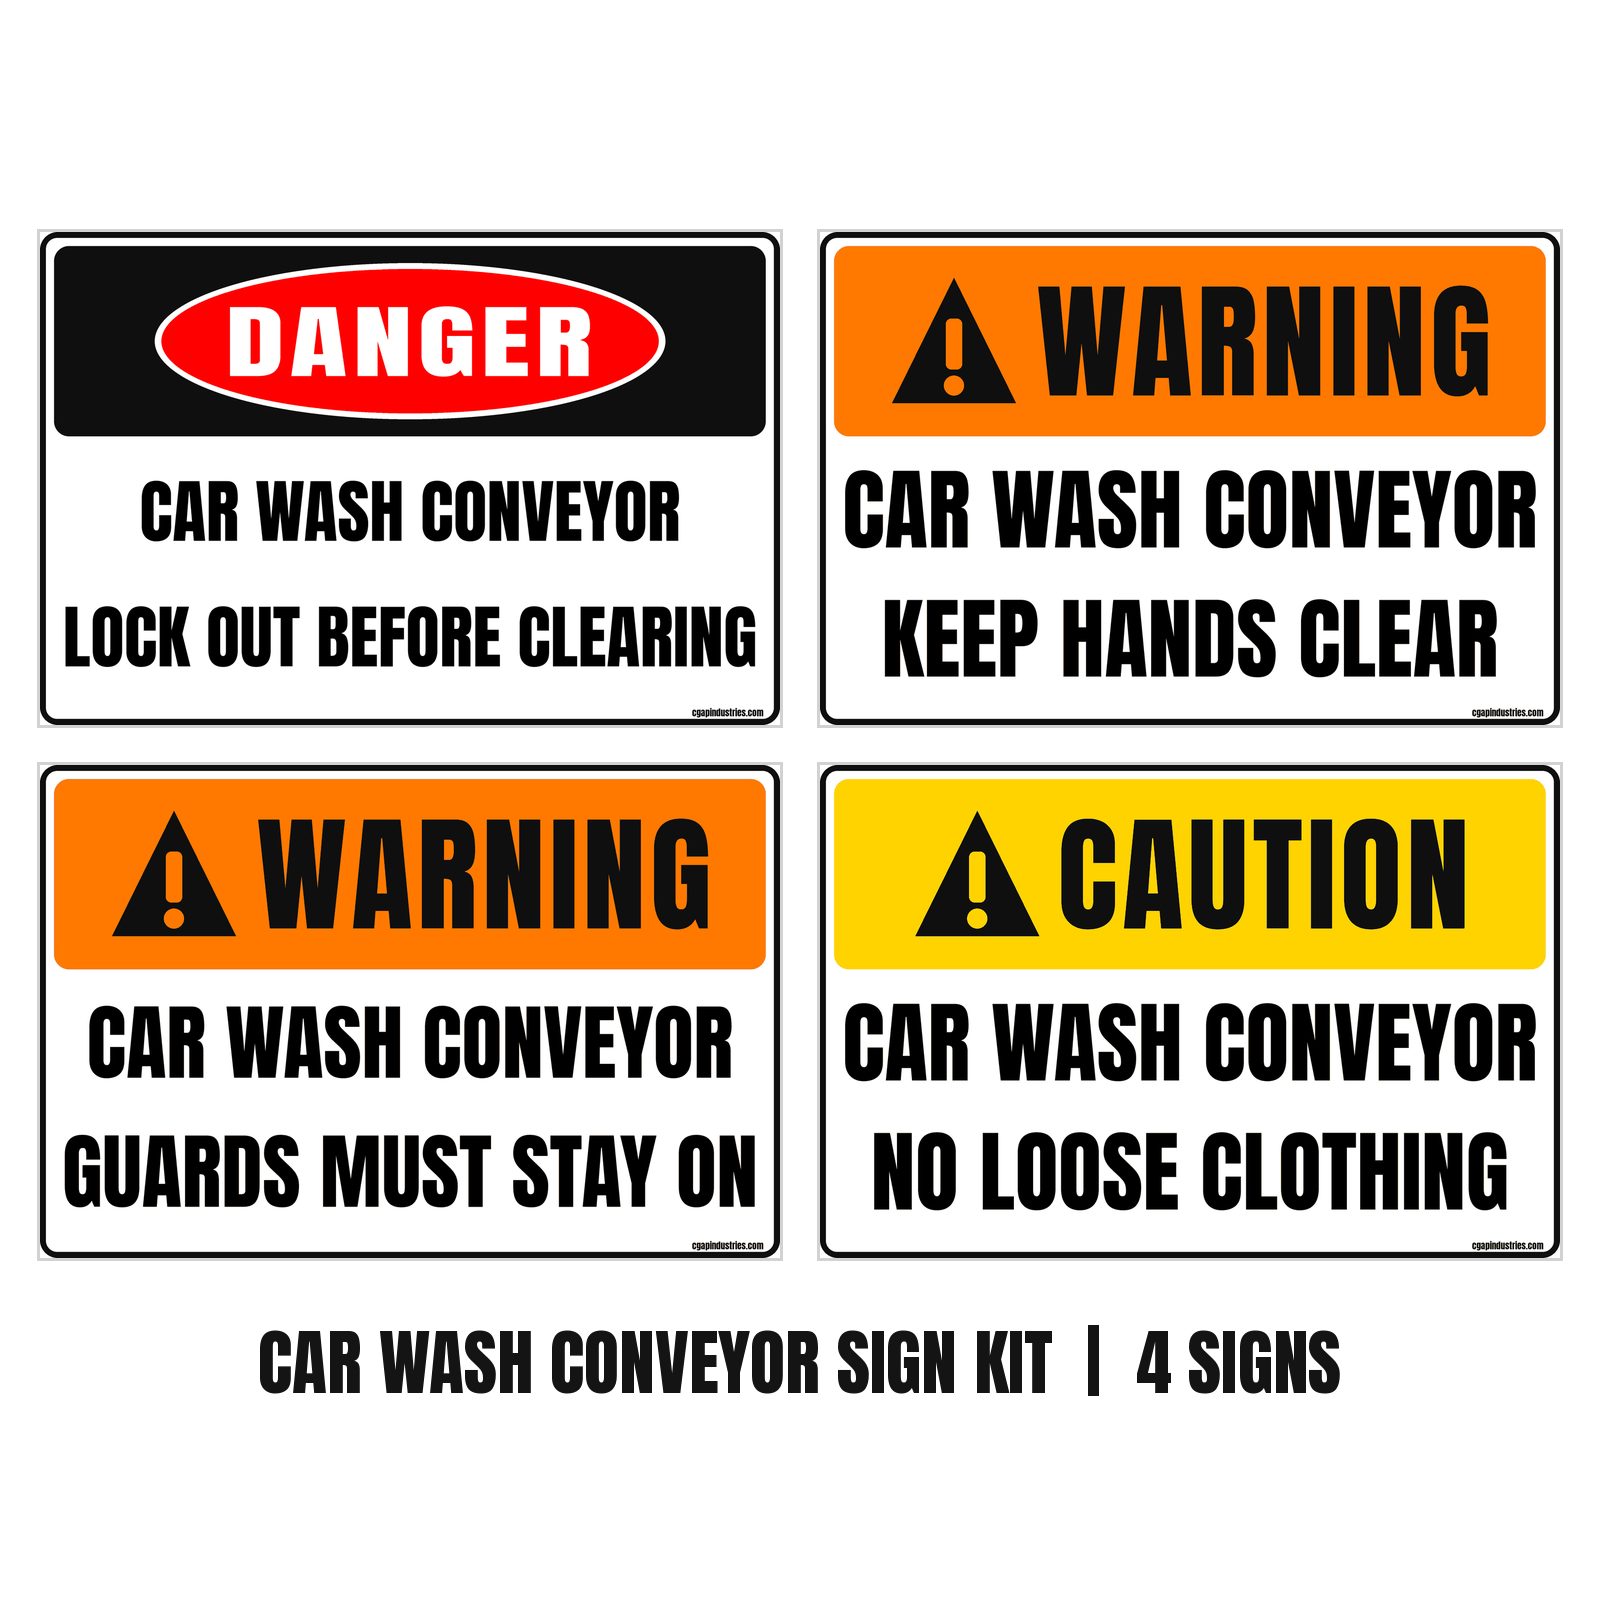 DANGER
CAR WASH CONVEYOR
LOCK OUT BEFORE CLEARING
cgapindustries.com
WARNING
CAR WASH CONVEYOR
KEEP HANDS CLEAR
cgapindustries.com
WARNING
CAR WASH CONVEYOR
GUARDS MUST STAY ON
cgapindustries.com
CAUTION
CAR WASH CONVEYOR
NO LOOSE CLOTHING
cgapindustries.com
CAR WASH CONVEYOR SIGN KIT | 4 SIGNS